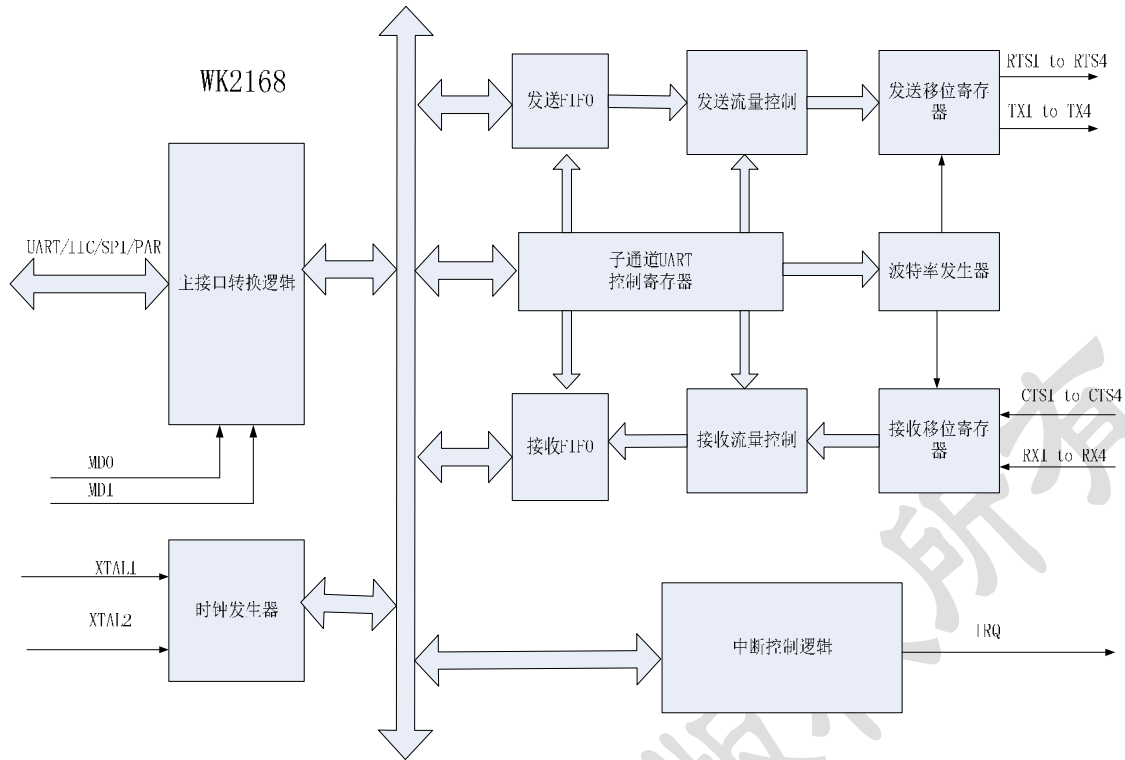 WK2168
UART/IIC/SPI/PAR
主接口转换逻辑
MD0
MD1
XTAL1
XTAL2
时钟发生器
发送FIFO
发送流量控制
发送移位寄存
器
RTS1 to RTS4
TX1 to TX4
子通道UART
控制寄存器
波特率发生器
接收FIFO
接收流量控制
接收移位寄存
器
CTS1 to CTS4
RX1 to RX4
中断控制逻辑
IRQ
版权所有